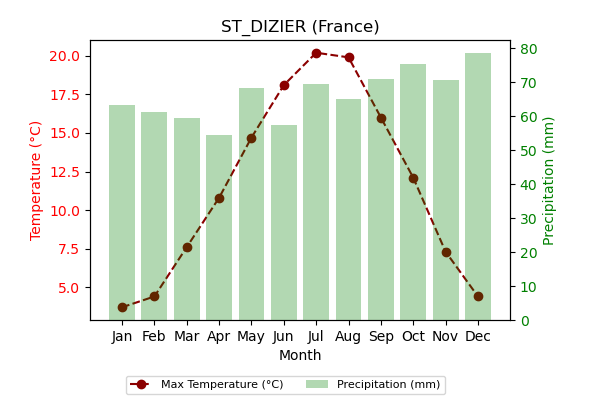 ST_DIZIER (France)
Temperature (°C)
20.0
17.5
15.0
12.5
10.0
7.5
5.0
80
70
60
50
40
30
20
10
0
Precipitation (mm)
Jan Feb Mar Apr May Jun Jul Aug Sep Oct Nov Dec
Month
Max Temperature (°C) Precipitation (mm)